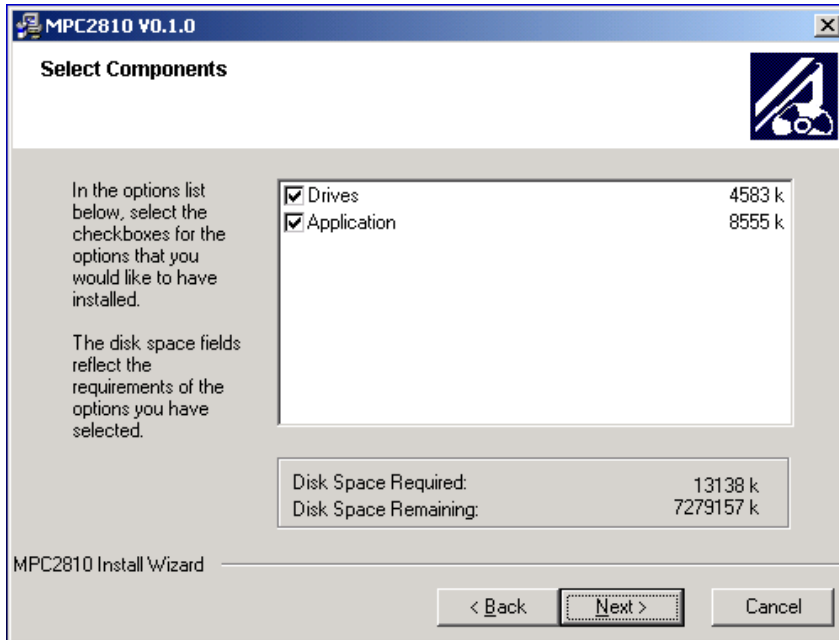 MPC2810 V0.1.0
Select Components
In the options list
below, select the
checkboxes for the
options that you
would like to have
installed.
The disk space fields
reflect the
requirements of the
options you have
selected.
Drives 4583 k
Application 8555 k
Disk Space Required: 13138 k
Disk Space Remaining: 7279157 k
MPC2810 Install Wizard
< Back Next > Cancel